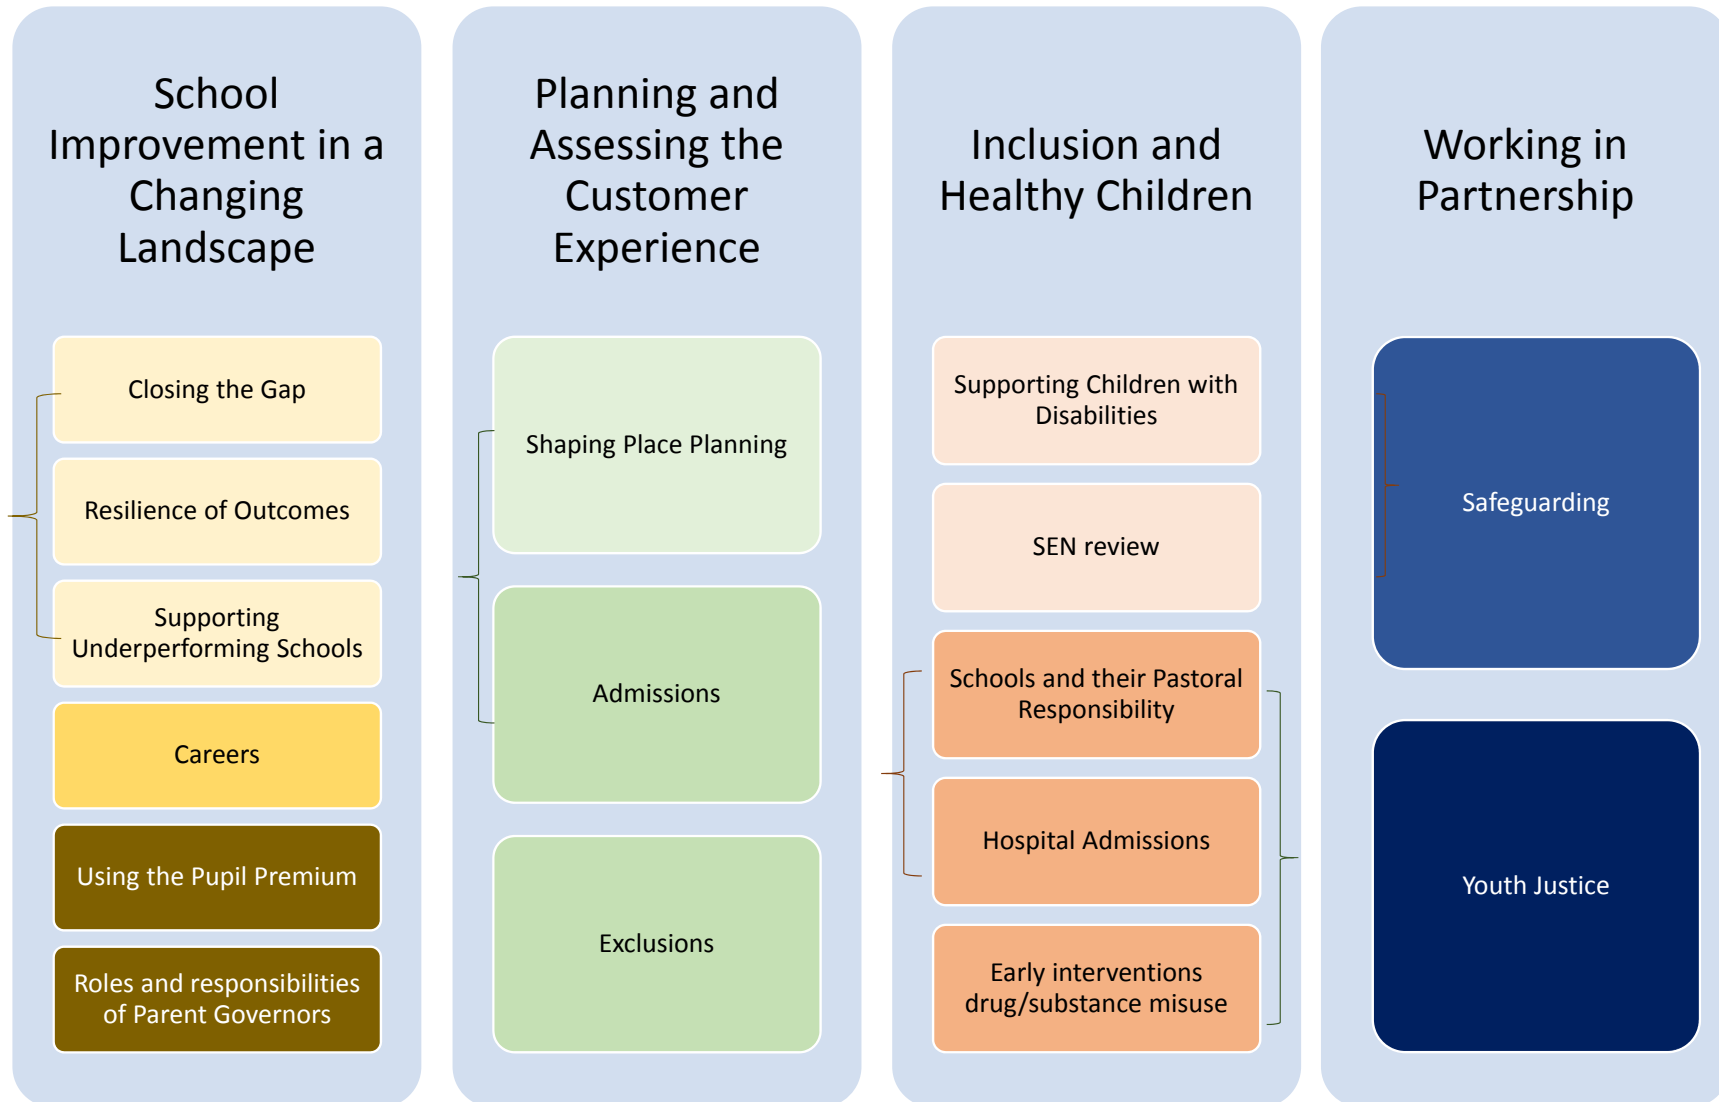 School
Improvement in a
Changing
Landscape
Closing the Gap
Resilience of Outcomes
Supporting
Underperforming Schools
Careers
Using the Pupil Premium
Roles and responsibilities
of Parent Governors
Planning and
Assessing the
Customer
Experience
Shaping Place Planning
Admissions
Exclusions
Inclusion and
Healthy Children
Supporting Children with
Disabilities
SEN review
Schools and their Pastoral
Responsibility
Hospital Admissions
Early interventions
drug/substance misuse
Working in
Partnership
Safeguarding
Youth Justice